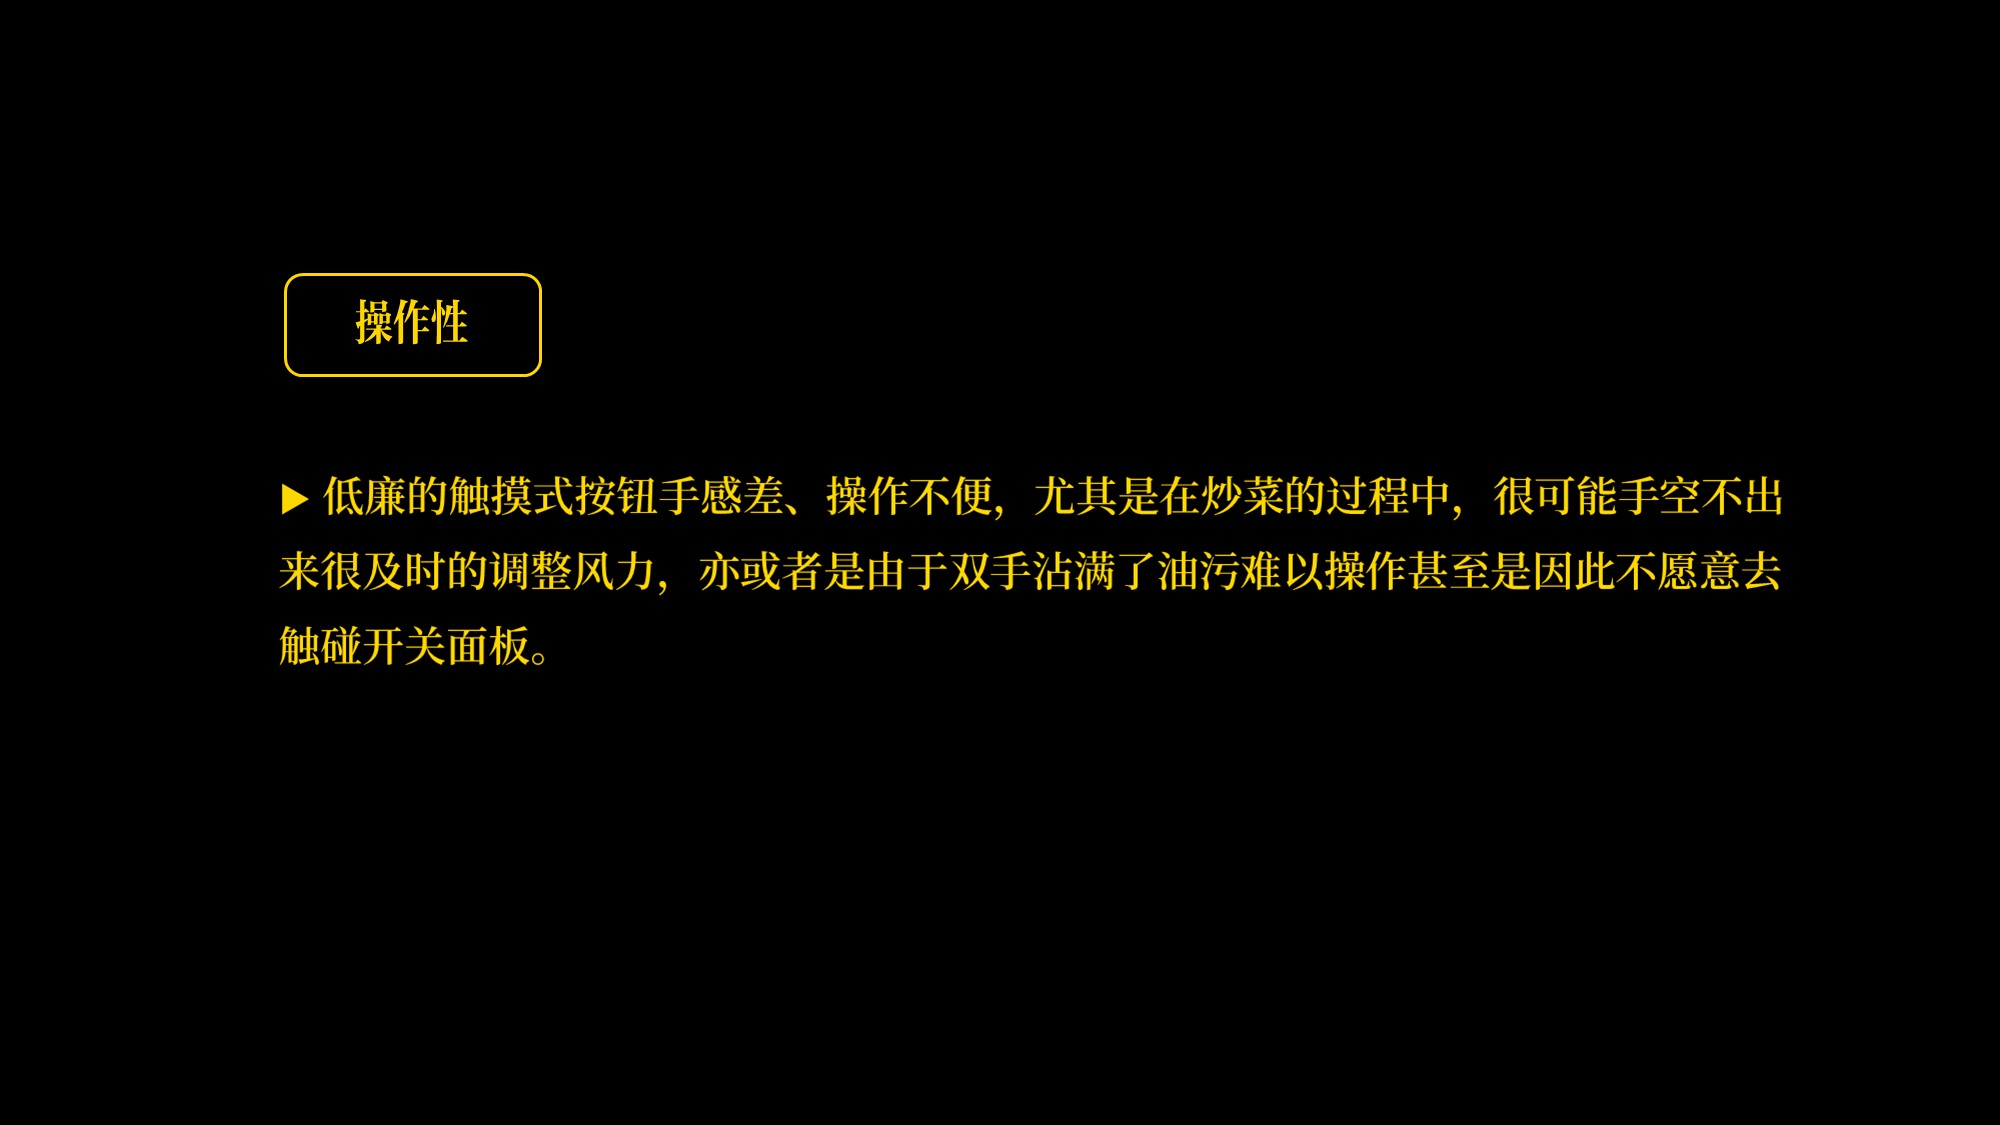 操作性
▶ 低廉的触摸式按钮手感差、操作不便，尤其是在炒菜的过程中，很可能手空不出
来很及时的调整风力，亦或者是由于双手沾满了油污难以操作甚至是因此不愿意去
触碰开关面板。